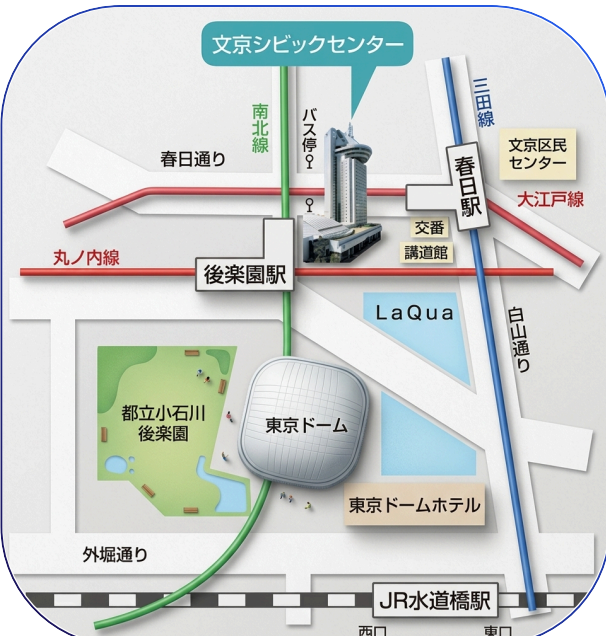 文京シビックセンター
南北線
バス停
三田線
春日通り
文京区民
センター
春日駅
大江戸線
交番
講道館
丸ノ内線
後楽園駅
LaQua
白山通り
都立小石川
後楽園
東京ドーム
東京ドームホテル
外堀通り
JR水道橋駅
西口
東口